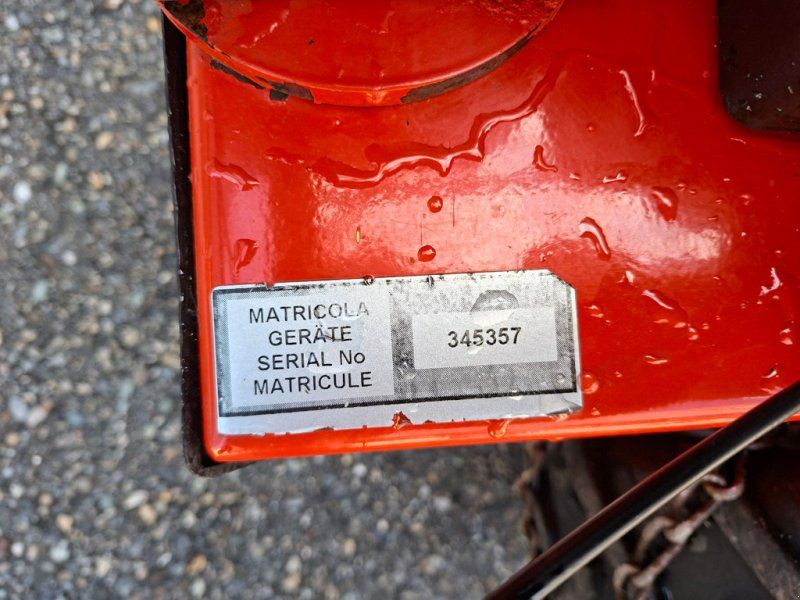 MATRICOLA
GERÄTE
SERIAL No
MATRICULE
345357